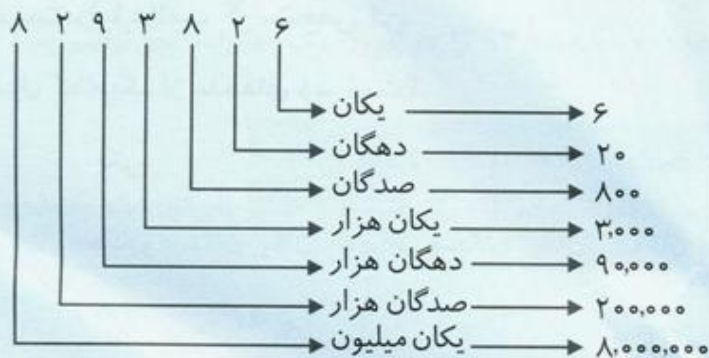 ۸ ۲ ۹ ۳ ۸ ۲ ۶
یکان ۶
دهگان ۲۰
صدگان ۸۰۰
یکان هزار ۳,۰۰۰
دهگان هزار ۹۰,۰۰۰
صدگان هزار ۲۰۰,۰۰۰
یکان میلیون ۸,۰۰۰,۰۰۰